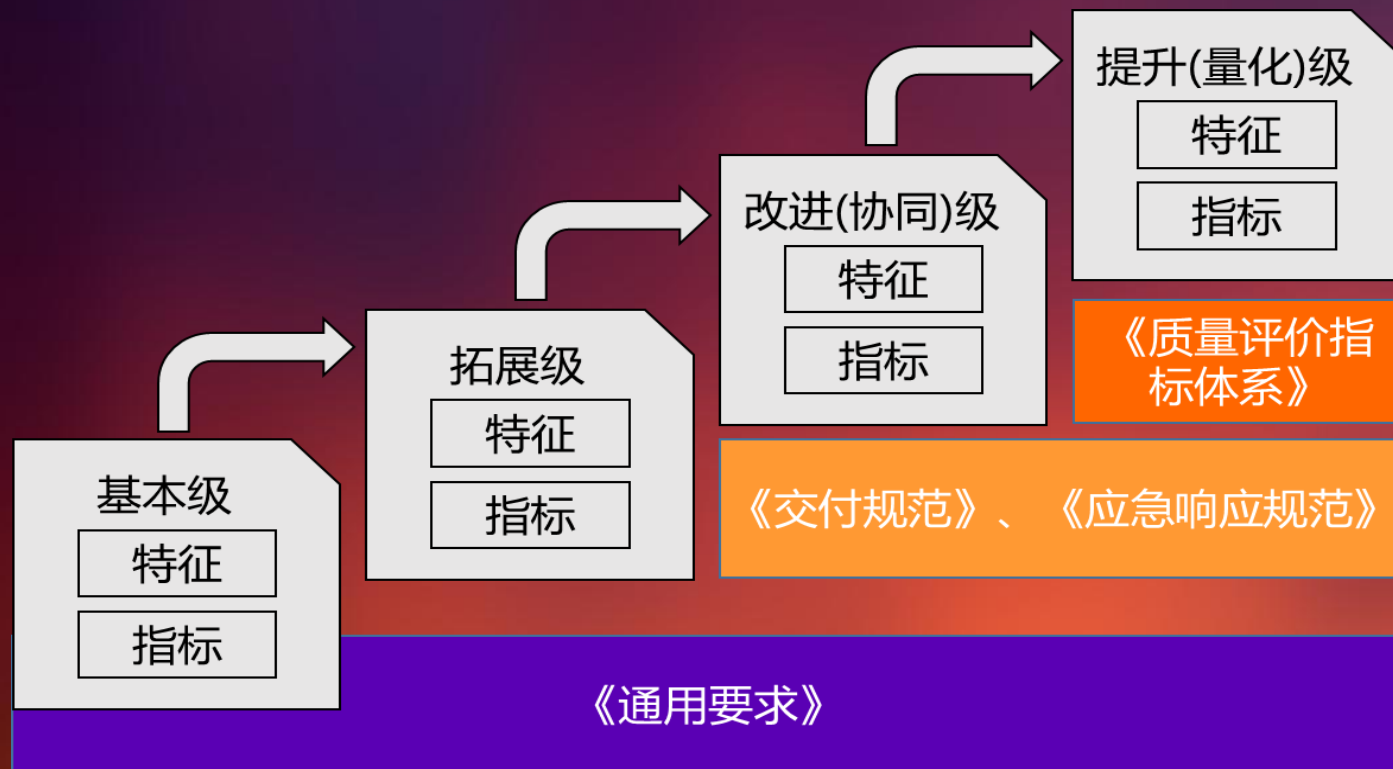 提升(量化)级
特征
指标
改进(协同)级
特征
指标
拓展级
特征
指标
基本级
特征
指标
《质量评价指
标体系》
《交付规范》、《应急响应规范》
《通用要求》